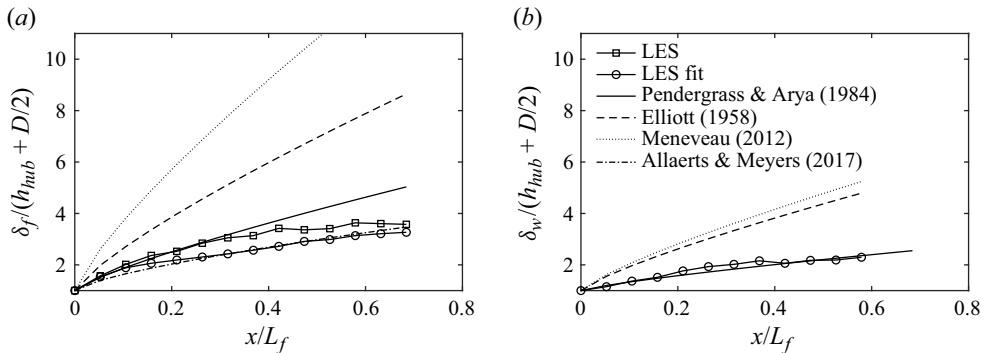 (a)
10
8
6
4
2
0
0.2
0.4
0.6
0.8
δf/(hhub + D/2)
x/Lf
(b)
10
8
6
4
2
0
0.2
0.4
0.6
0.8
δw/(hhub + D/2)
x/Lf
LES
LES fit
Pendergrass & Arya (1984)
Elliott (1958)
Meneveau (2012)
Allaerts & Meyers (2017)